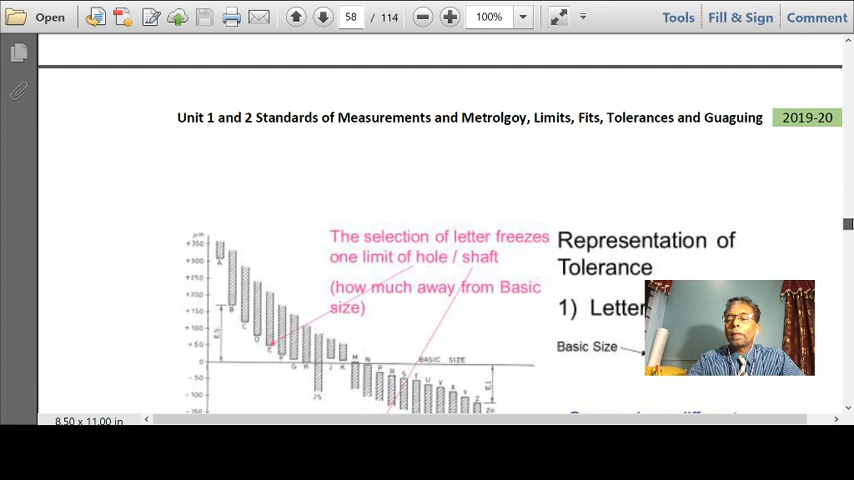 Open
58
/ 114
100%
Tools
Fill & Sign
Comment
Unit 1 and 2 Standards of Measurements and Metrolgoy, Limits, Fits, Tolerances and Guaguing
2019-20
The selection of letter freezes
one limit of hole / shaft
(how much away from Basic
size)
Representation of
Tolerance
1) Letter
Basic Size
μm
+350
+300
+250
+200
+150
+100
+50
0
- 50
-100
-150
A
B
C
D
E
F
G
H
JS
J
K
M
N
P
R
S
T
U
V
X
Y
Z
BASIC SIZE
E.S.
E.I.
8.50 x 11.00 in